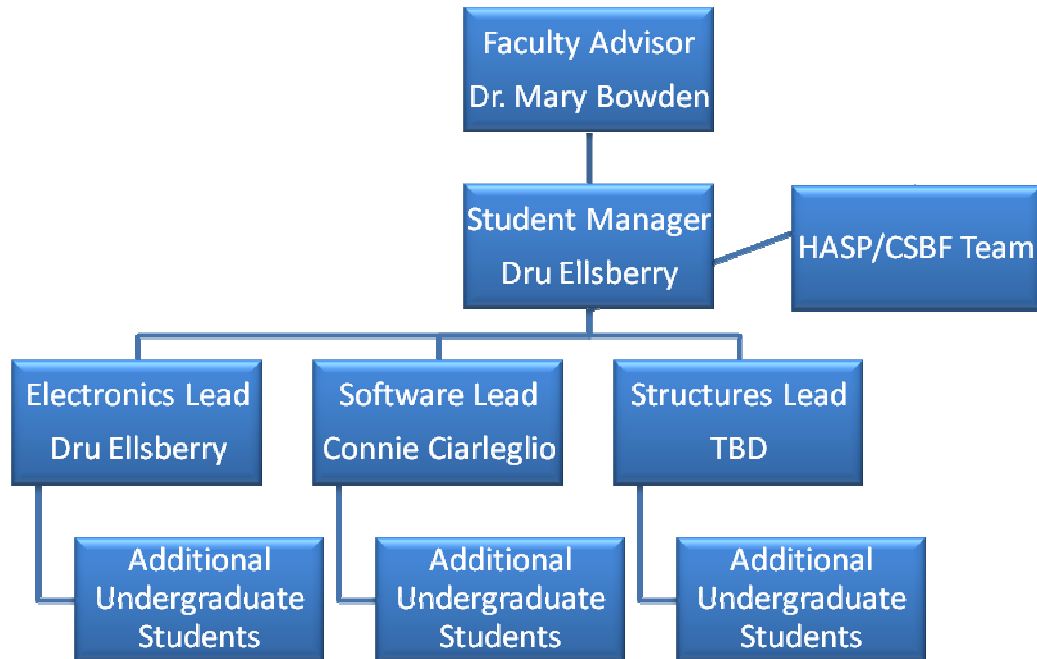 Faculty Advisor
Dr. Mary Bowden
Student Manager
Dru Ellsberry
HASP/CSBF Team
Electronics Lead
Dru Ellsberry
Software Lead
Connie Ciarleglio
Structures Lead
TBD
Additional
Undergraduate
Students
Additional
Undergraduate
Students
Additional
Undergraduate
Students